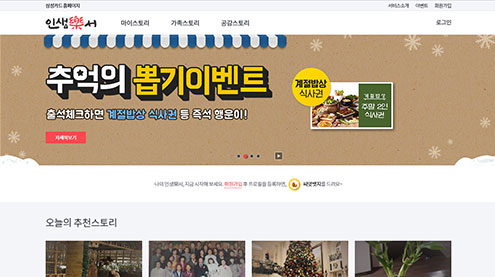 삼성카드 홈페이지
서비스소개 이벤트 회원가입
인생樂서 마이스토리 가족스토리 공감스토리 로그인
추억의 뽑기이벤트
출석체크하면 계절밥상 식사권 등 즉석 행운이!
자세히보기
계절밥상
식사권
계절밥상
주말 2인
식사권
나의 인생樂서, 지금 시작해 보세요. 회원가입 후 프로필을 등록하면, 씨앗뱃지를 드려요~
오늘의 추천스토리